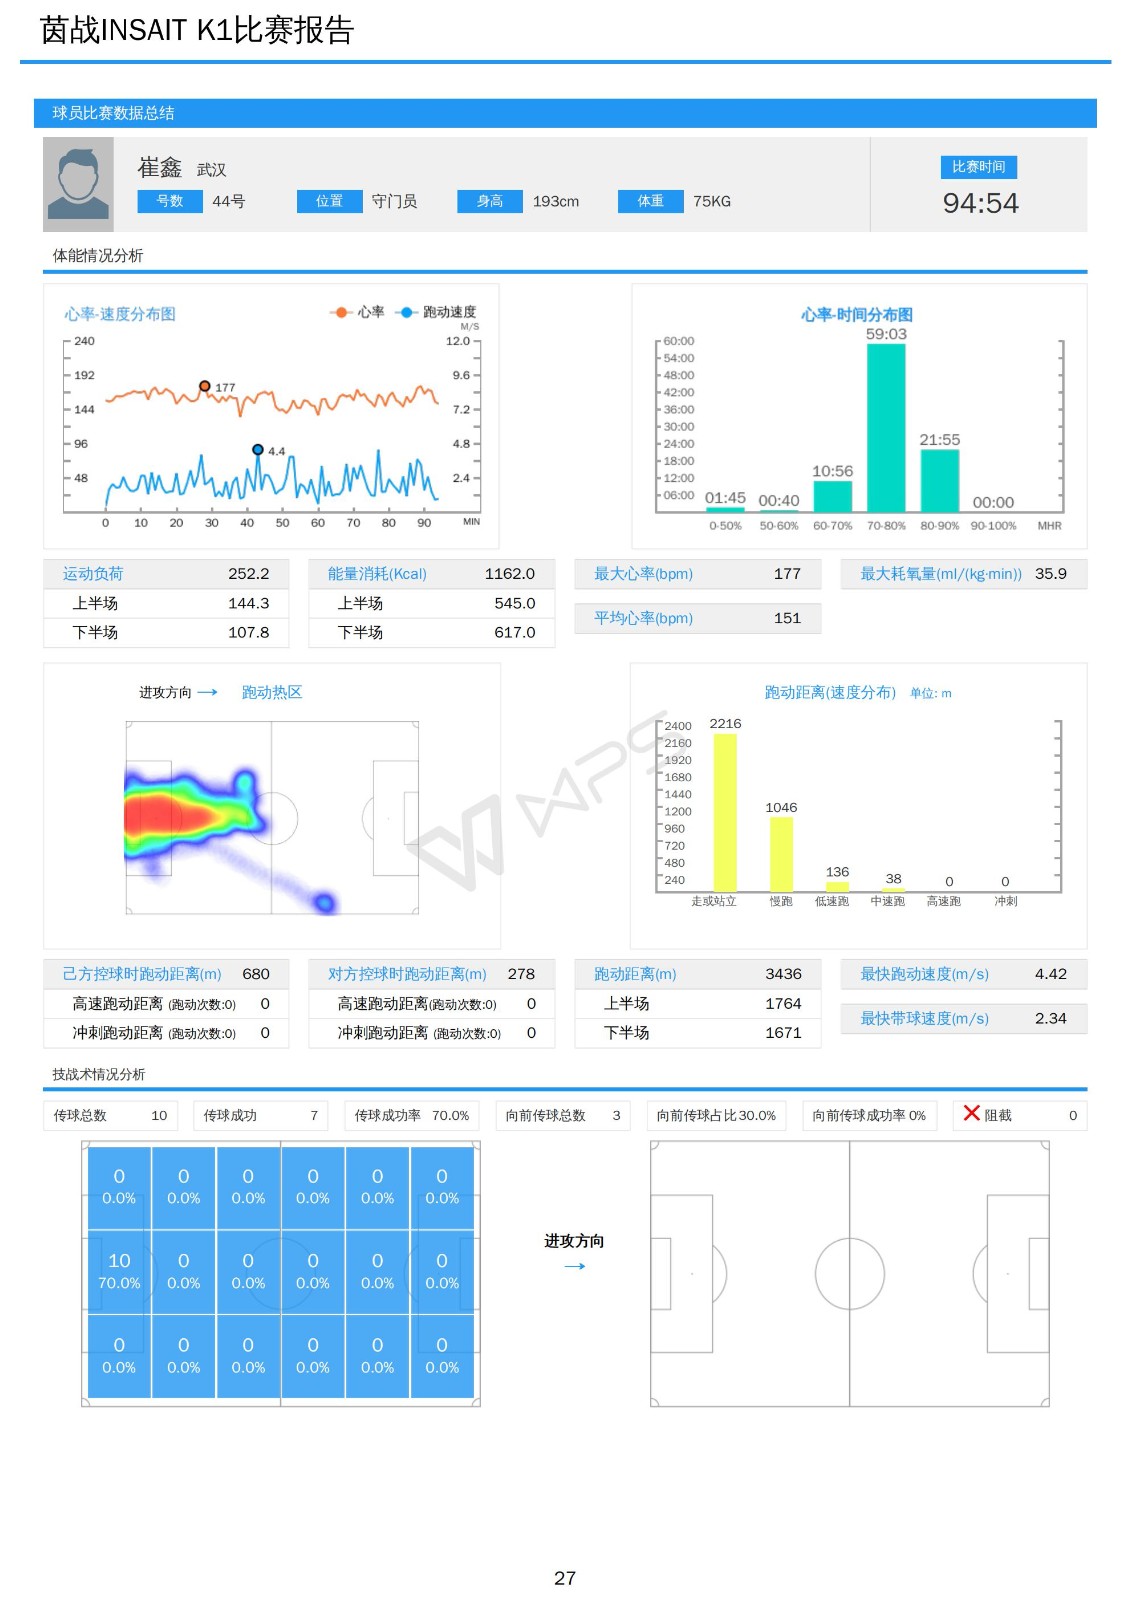 茵战INSAIT K1比赛报告
球员比赛数据总结
崔鑫 武汉
号数 44号 位置 守门员 身高 193cm 体重 75KG
比赛时间
94:54
体能情况分析
心率-速度分布图 心率 跑动速度
M/S
240 12.0
192 9.6
177
144 7.2
96 4.8
4.4
48 2.4
0 10 20 30 40 50 60 70 80 90 MIN
心率-时间分布图
60:00
54:00
48:00
42:00
36:00
30:00
24:00
18:00
12:00
06:00
01:45 00:40 10:56 59:03 21:55 00:00
0-50% 50-60% 60-70% 70-80% 80-90% 90-100% MHR
运动负荷 252.2
上半场 144.3
下半场 107.8
能量消耗(Kcal) 1162.0
上半场 545.0
下半场 617.0
最大心率(bpm) 177
平均心率(bpm) 151
最大耗氧量(ml/(kg·min)) 35.9
进攻方向 → 跑动热区
跑动距离(速度分布) 单位: m
2400
2160
1920
1680
1440
1200
960
720
480
240
2216 1046 136 38 0 0
走或站立 慢跑 低速跑 中速跑 高速跑 冲刺
WPS
己方控球时跑动距离(m) 680
高速跑动距离 (跑动次数:0) 0
冲刺跑动距离 (跑动次数:0) 0
对方控球时跑动距离(m) 278
高速跑动距离(跑动次数:0) 0
冲刺跑动距离 (跑动次数:0) 0
跑动距离(m) 3436
上半场 1764
下半场 1671
最快跑动速度(m/s) 4.42
最快带球速度(m/s) 2.34
技战术情况分析
传球总数 10 传球成功 7 传球成功率 70.0% 向前传球总数 3 向前传球占比30.0% 向前传球成功率 0% 阻截 0
0 0 0 0 0 0
0.0% 0.0% 0.0% 0.0% 0.0% 0.0%
10 0 0 0 0 0
70.0% 0.0% 0.0% 0.0% 0.0% 0.0%
0 0 0 0 0 0
0.0% 0.0% 0.0% 0.0% 0.0% 0.0%
进攻方向
→
27